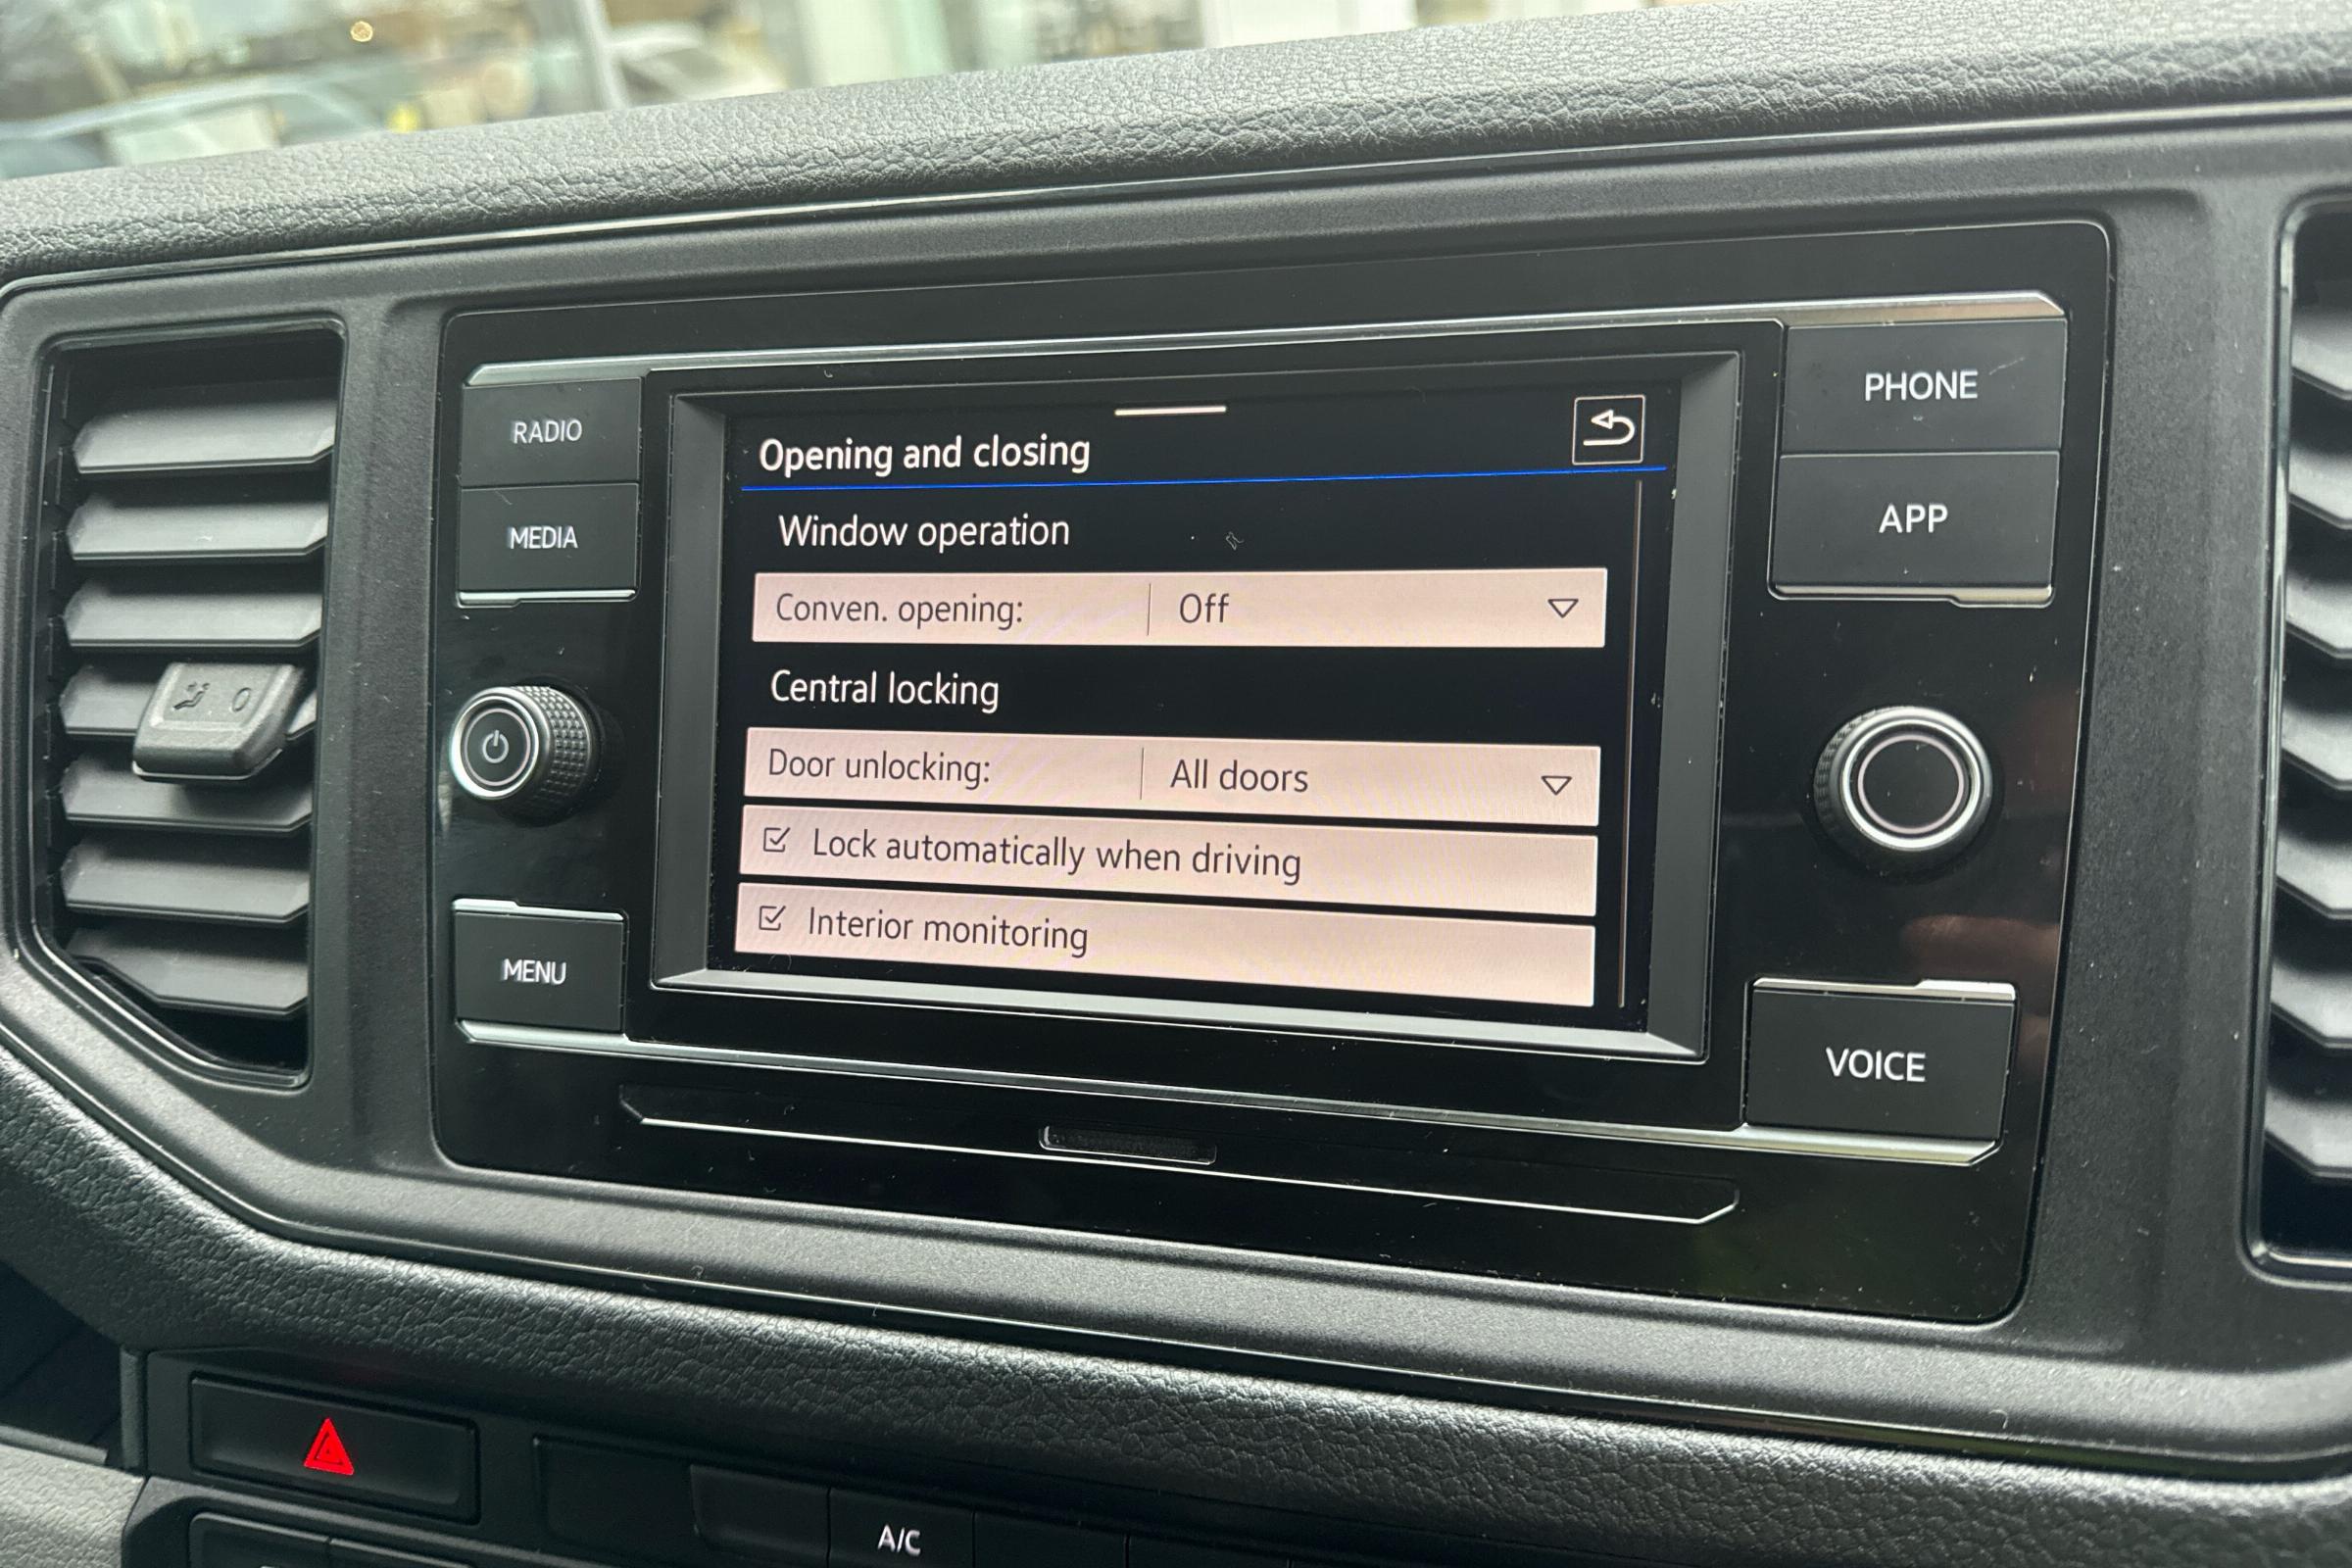 RADIO
MEDIA
MENU
Opening and closing
Window operation
Conven. opening: Off
Central locking
Door unlocking: All doors
Lock automatically when driving
Interior monitoring
PHONE
APP
VOICE
A/C